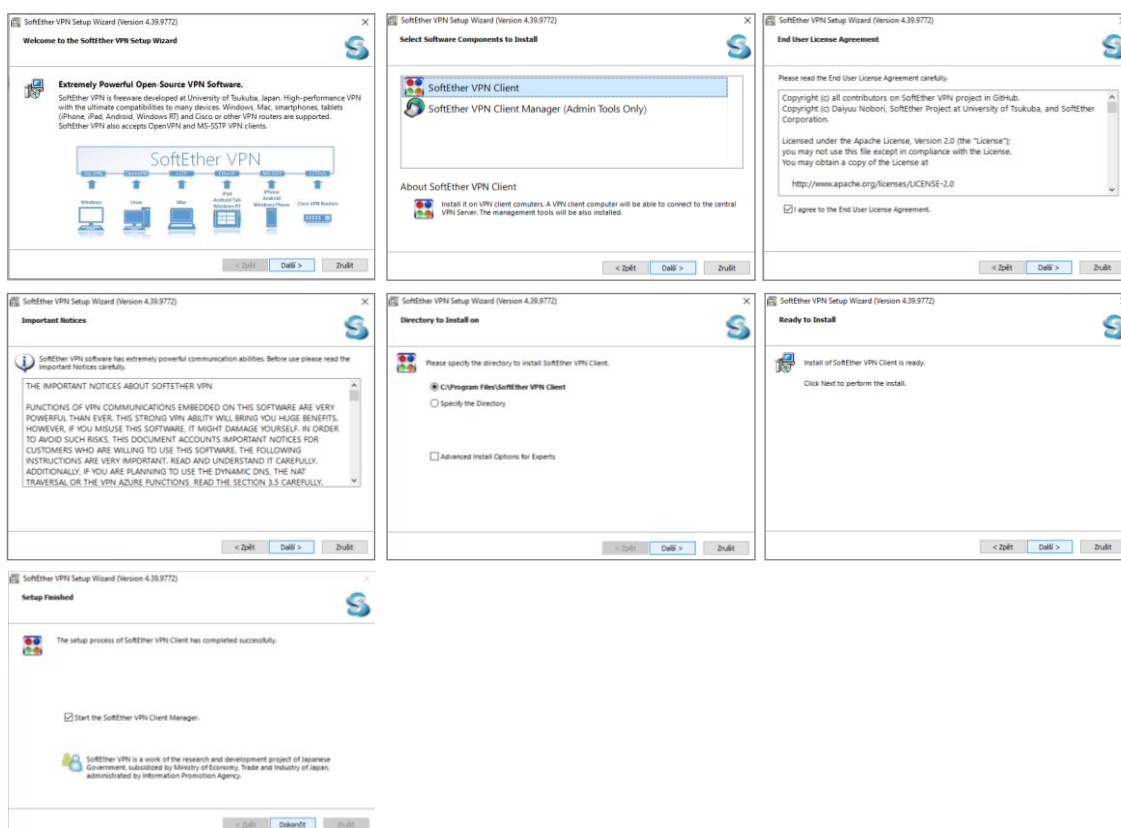 SoftEther VPN Setup Wizard (Version 4.39.9772)
Welcome to the SoftEther VPN Setup Wizard
Extremely Powerful Open-Source VPN Software.
SoftEther VPN is freeware developed at University of Tsukuba, Japan. High-performance VPN
with the ultimate compatibilities to many devices. Windows, Mac, smartphones, tablets
(iPhone, iPad, Android, Windows RT) and Cisco or other VPN routers are supported.
SoftEther VPN also accepts OpenVPN and MS-SSTP VPN clients.
SoftEther VPN
Windows
Linux
Mac
iPad
Android Tab
Windows RT
iPhone
Android
Windows Phone
Cisco VPN Routers
< Zpět
Další >
Zrušit
SoftEther VPN Setup Wizard (Version 4.39.9772)
Select Software Components to Install
SoftEther VPN Client
SoftEther VPN Client Manager (Admin Tools Only)
About SoftEther VPN Client
Install it on VPN client comuters. A VPN client computer will be able to connect to the central
VPN Server. The management tools will be also installed.
< Zpět
Další >
Zrušit
SoftEther VPN Setup Wizard (Version 4.39.9772)
End User License Agreement
Please read the End User License Agreement carefully.
Copyright (c) all contributors on SoftEther VPN project in GitHub.
Copyright (c) Daiyuu Nobori, SoftEther Project at University of Tsukuba, and SoftEther
Corporation.
Licensed under the Apache License, Version 2.0 (the "License");
you may not use this file except in compliance with the License.
You may obtain a copy of the License at
http://www.apache.org/licenses/LICENSE-2.0
I agree to the End User License Agreement.
< Zpět
Další >
Zrušit
SoftEther VPN Setup Wizard (Version 4.39.9772)
Important Notices
SoftEther VPN software has extremely powerful communication abilities. Before use please read the
Important Notices carefully.
THE IMPORTANT NOTICES ABOUT SOFTETHER VPN
FUNCTIONS OF VPN COMMUNICATIONS EMBEDDED ON THIS SOFTWARE ARE VERY
POWERFUL THAN EVER. THIS STRONG VPN ABILITY WILL BRING YOU HUGE BENEFITS.
HOWEVER, IF YOU MISUSE THIS SOFTWARE, IT MIGHT DAMAGE YOURSELF. IN ORDER
TO AVOID SUCH RISKS, THIS DOCUMENT ACCOUNTS IMPORTANT NOTICES FOR
CUSTOMERS WHO ARE WILLING TO USE THIS SOFTWARE. THE FOLLOWING
INSTRUCTIONS ARE VERY IMPORTANT. READ AND UNDERSTAND IT CAREFULLY.
ADDITIONALLY, IF YOU ARE PLANNING TO USE THE DYNAMIC DNS, THE NAT
TRAVERSAL OR THE VPN AZURE FUNCTIONS, READ THE SECTION 3.5 CAREFULLY.
< Zpět
Další >
Zrušit
SoftEther VPN Setup Wizard (Version 4.39.9772)
Directory to Install on
Please specify the directory to install SoftEther VPN Client.
C:\Program Files\SoftEther VPN Client
Specify the Directory
Advanced Install Options for Experts
< Zpět
Další >
Zrušit
SoftEther VPN Setup Wizard (Version 4.39.9772)
Ready to Install
Install of SoftEther VPN Client is ready.
Click Next to perform the install.
< Zpět
Další >
Zrušit
SoftEther VPN Setup Wizard (Version 4.39.9772)
Setup Finished
The setup process of SoftEther VPN Client has completed successfully.
Start the SoftEther VPN Client Manager.
SoftEther VPN is a work of the research and development project of Japanese
Government, subsidized by Ministry of Economy, Trade and Industry of Japan,
administrated by Information Promotion Agency.
< Zpět
Dokončit
Zrušit